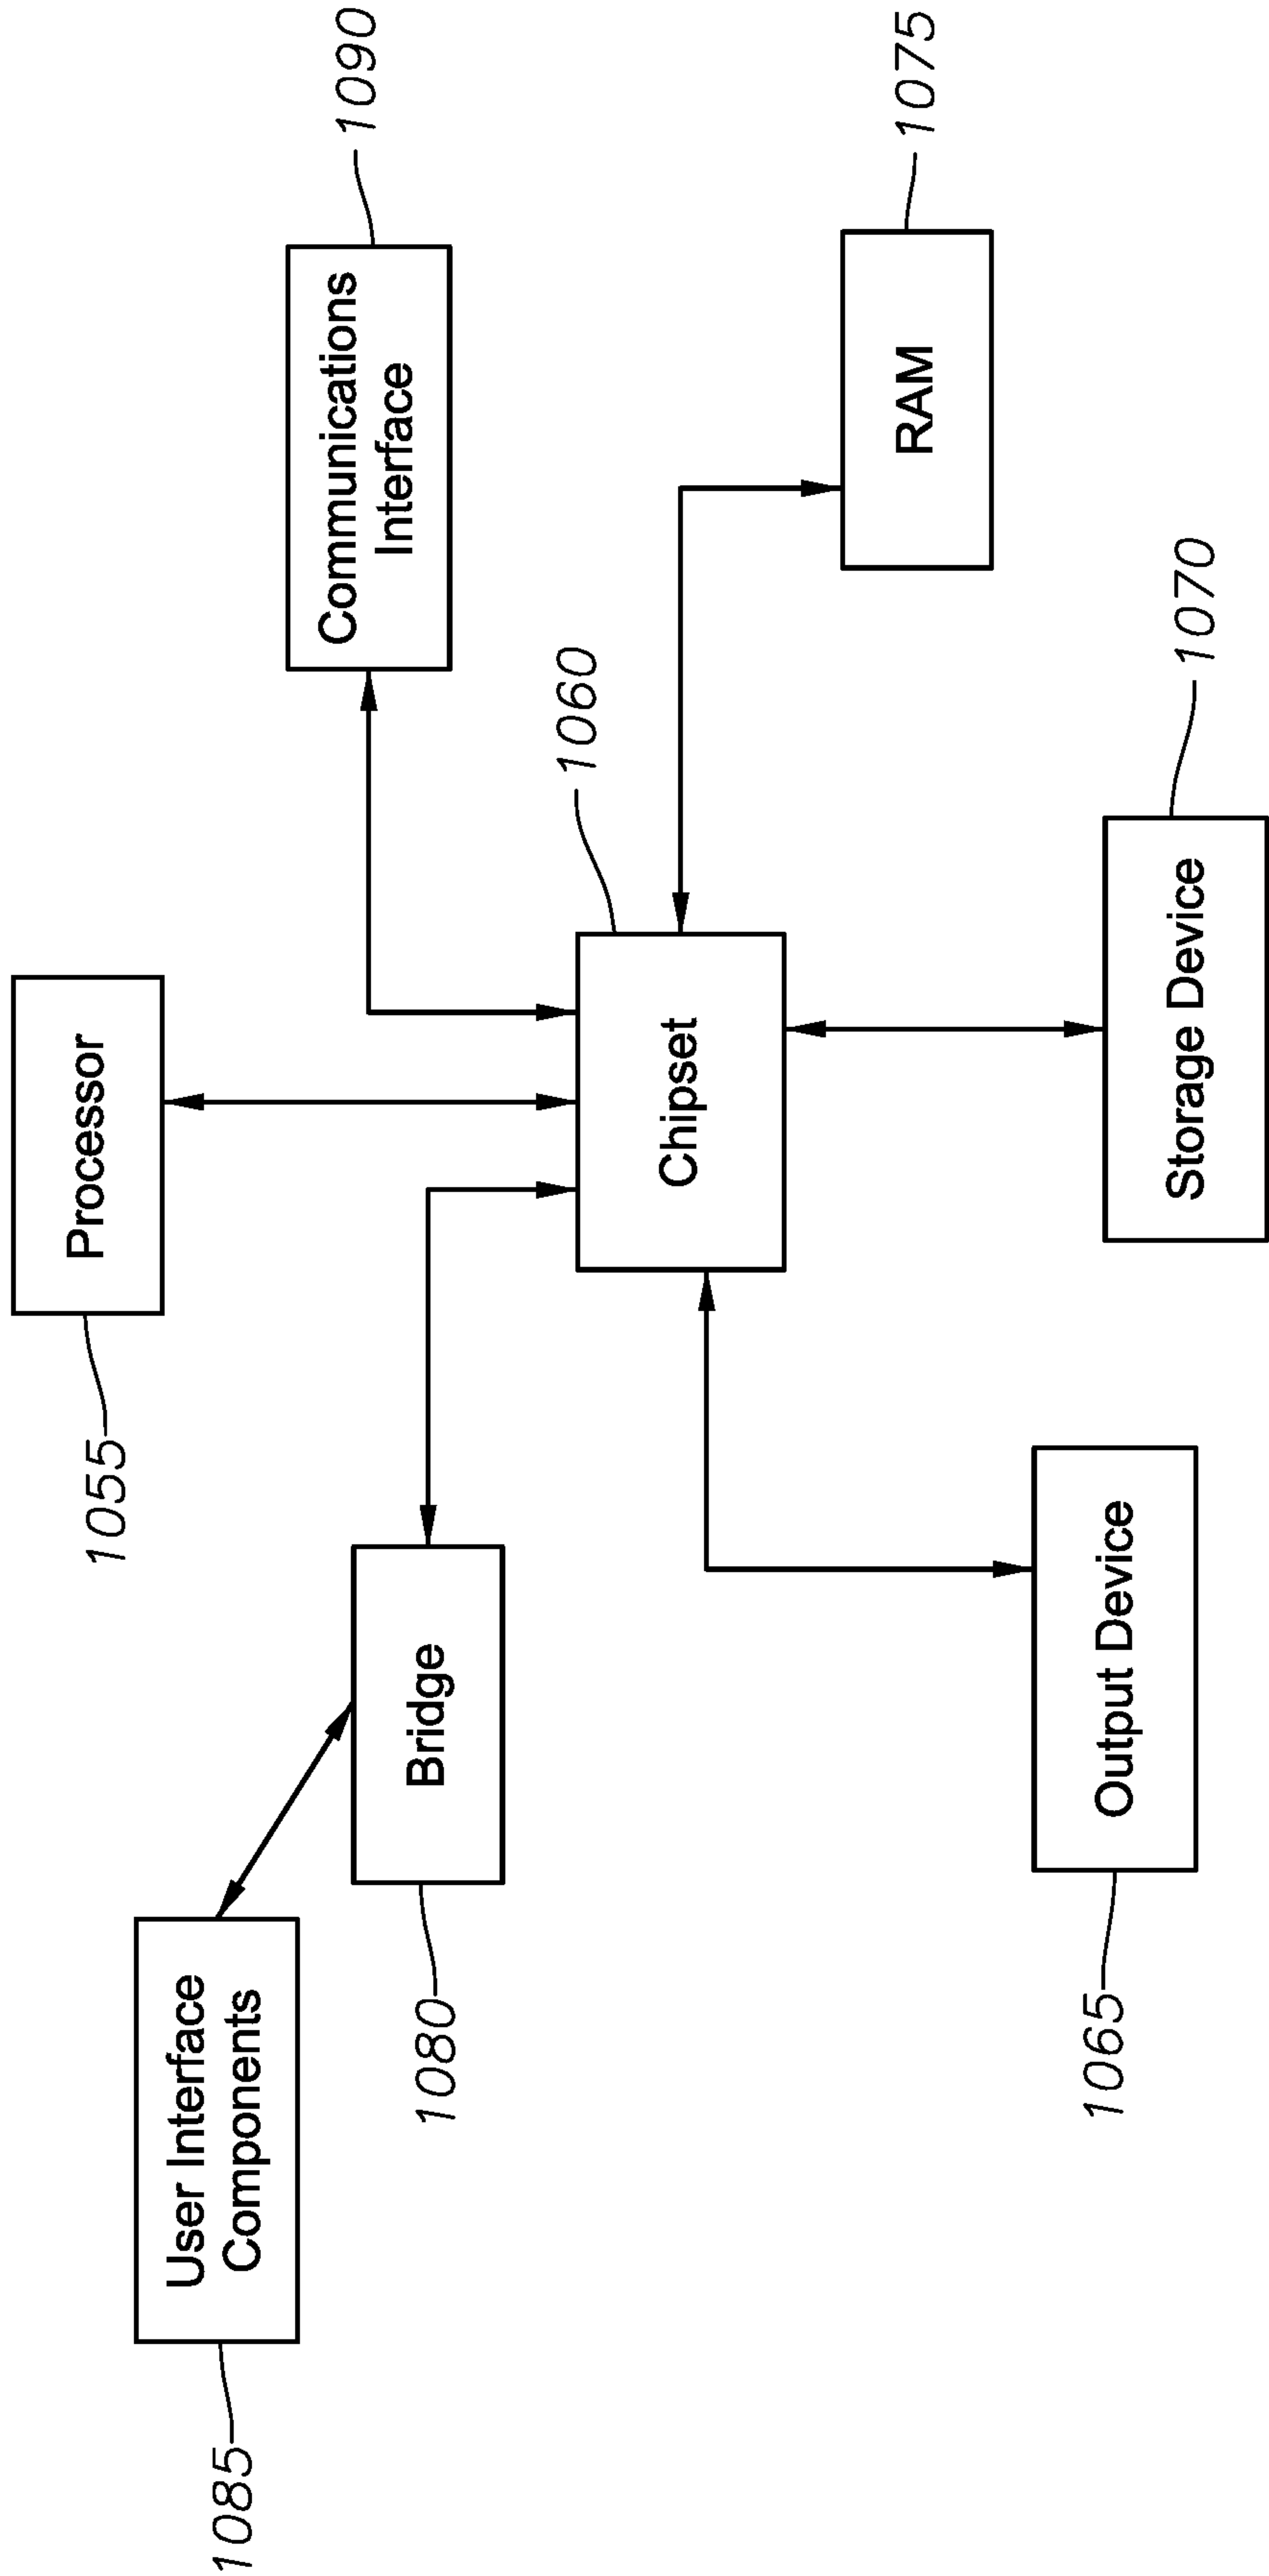 1055
Processor
User Interface
Components
1085
Communications
Interface
1090
Bridge
1080
1060
Chipset
RAM
1075
Output Device
1065
Storage Device
1070